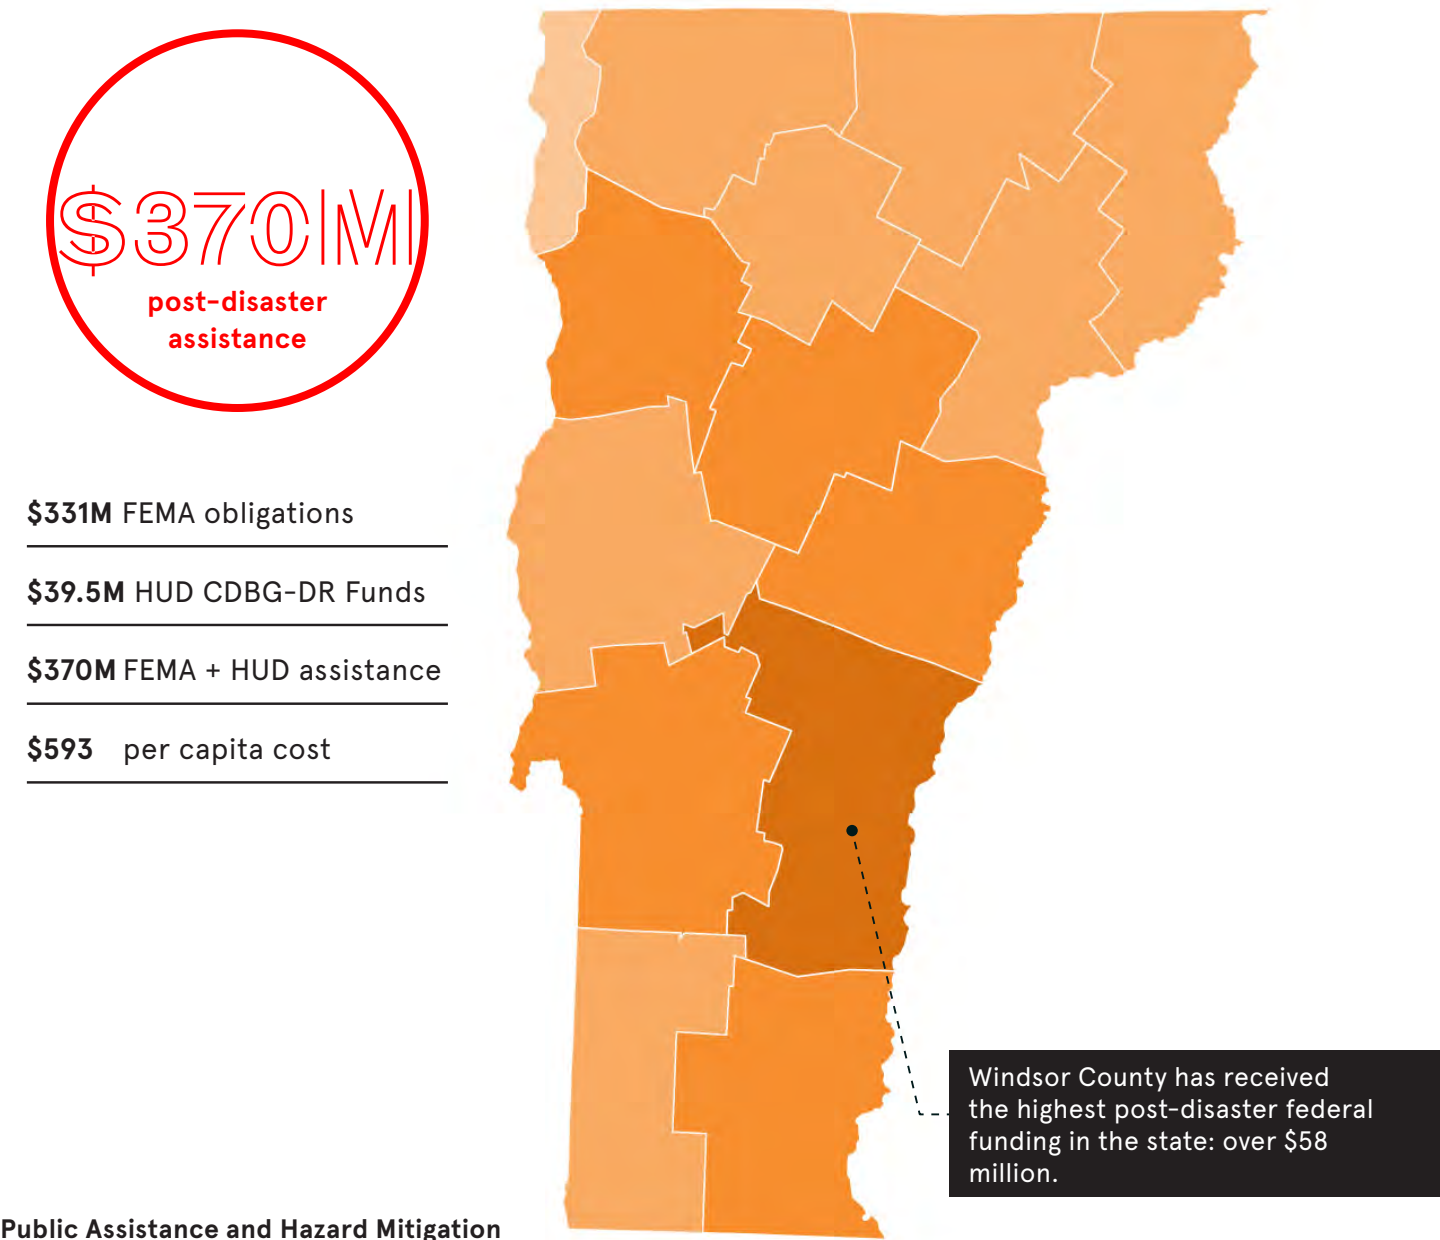 $370M
post-disaster
assistance
$331M FEMA obligations
$39.5M HUD CDBG-DR Funds
$370M FEMA + HUD assistance
$593 per capita cost
Windsor County has received
the highest post-disaster federal
funding in the state: over $58
million.
Public Assistance and Hazard Mitigation